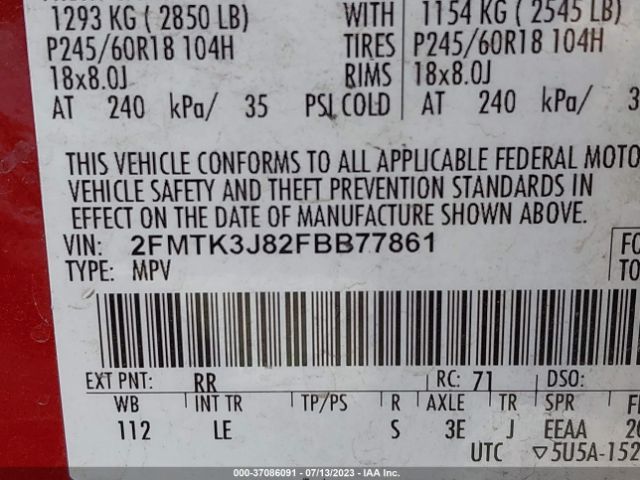 1293 KG ( 2850 LB) WITH 1154 KG ( 2545 LB)
P245/60R18 104H TIRES P245/60R18 104H
18x8.0J RIMS 18x8.0J
AT 240 kPa/ 35 PSI COLD AT 240 kPa/ 3
THIS VEHICLE CONFORMS TO ALL APPLICABLE FEDERAL MOTO
VEHICLE SAFETY AND THEFT PREVENTION STANDARDS IN
EFFECT ON THE DATE OF MANUFACTURE SHOWN ABOVE.
VIN: 2FMTK3J82FBB77861
TYPE: MPV
EXT PNT: RR RC: 71 DSO:
WB INT TR TP/PS R AXLE TR SPR
112 LE S 3E J EEAA
UTC ▽5U5A-152
000-37086091 - 07/13/2023 - IAAI.COM